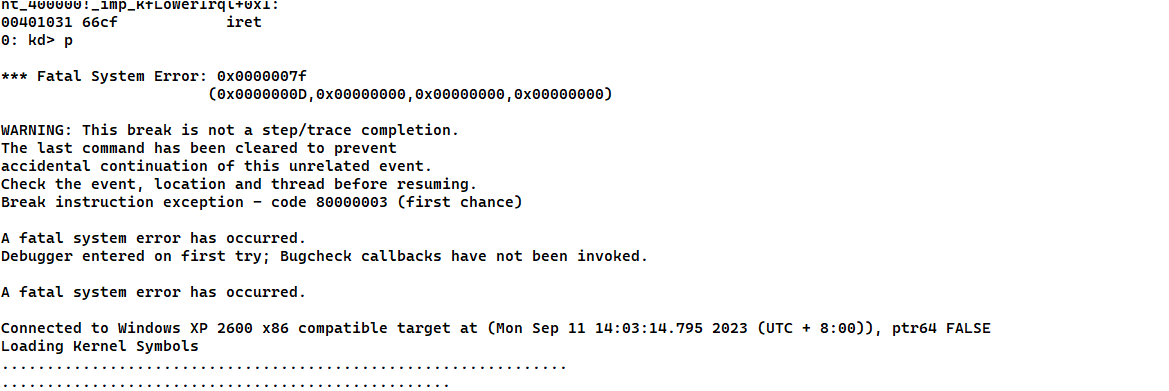 nt_400000!_imp_KfLowerIrql+0x1:
00401031 66cf            iret
0: kd> p
*** Fatal System Error: 0x0000007f
(0x0000000D,0x00000000,0x00000000,0x00000000)
WARNING: This break is not a step/trace completion.
The last command has been cleared to prevent
accidental continuation of this unrelated event.
Check the event, location and thread before resuming.
Break instruction exception - code 80000003 (first chance)
A fatal system error has occurred.
Debugger entered on first try; Bugcheck callbacks have not been invoked.
A fatal system error has occurred.
Connected to Windows XP 2600 x86 compatible target at (Mon Sep 11 14:03:14.795 2023 (UTC + 8:00)), ptr64 FALSE
Loading Kernel Symbols
...............................................................
..................................................